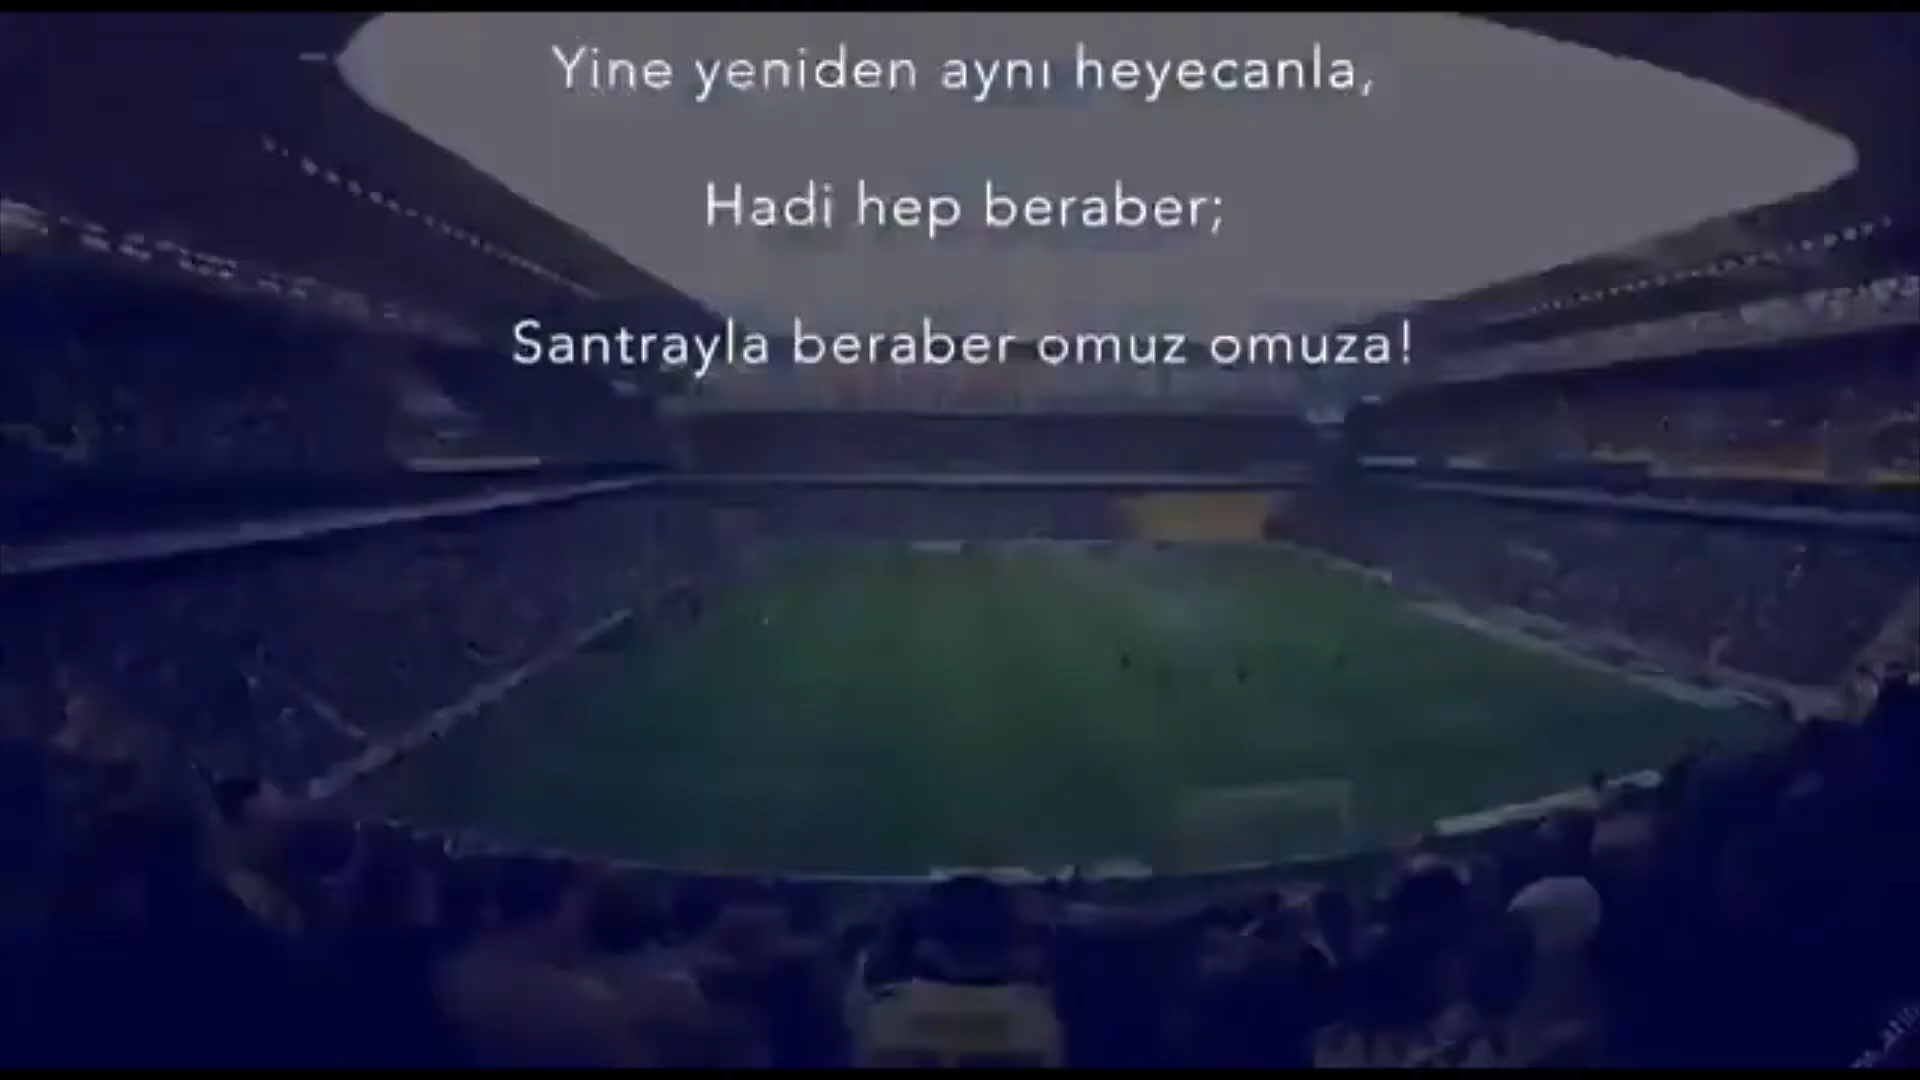 Yine yeniden aynı heyecanla,
Hadi hep beraber;
Santrayla beraber omuz omuza!